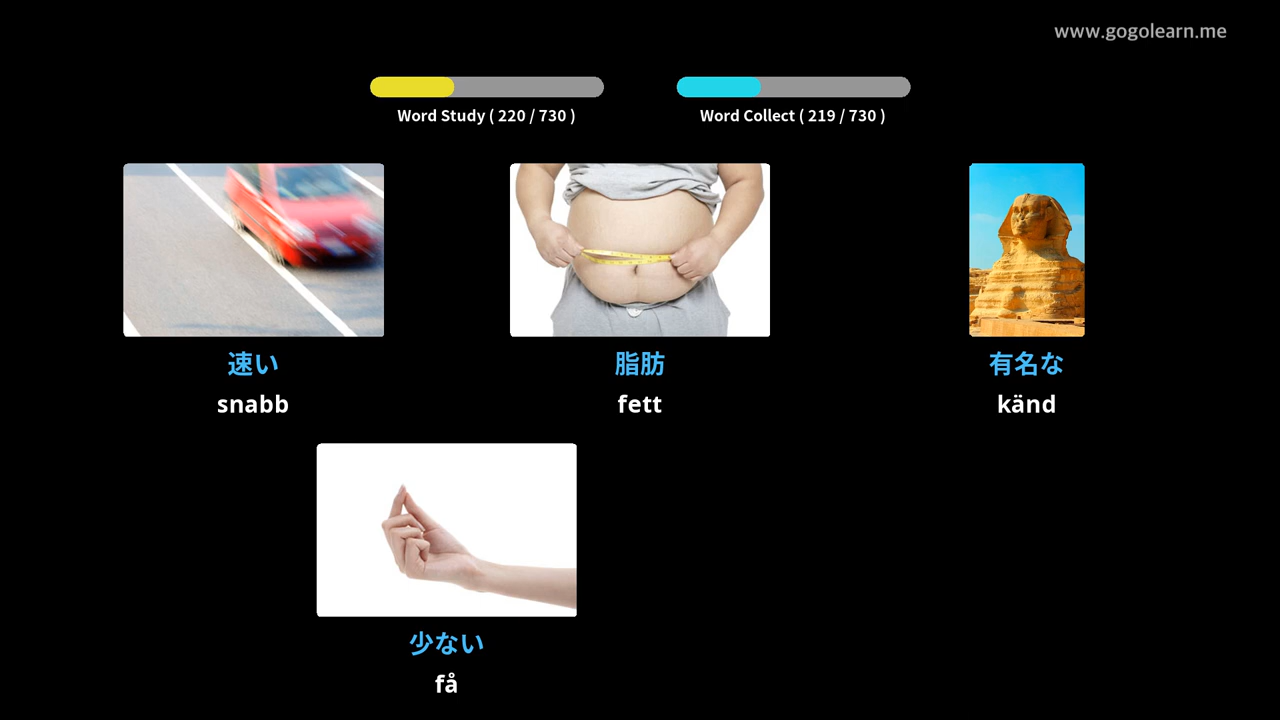 www.gogolearn.me
Word Study ( 220 / 730 )
Word Collect ( 219 / 730 )
速い
snabb
脂肪
fett
有名な
känd
少ない
få